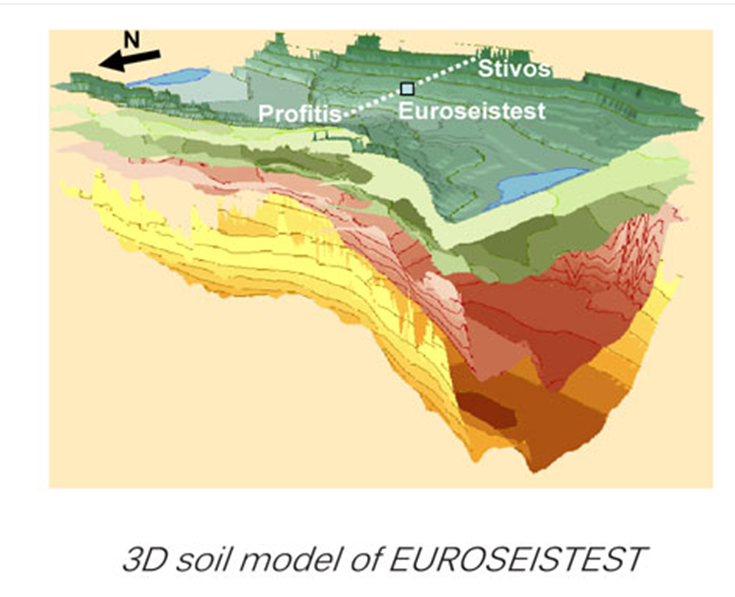 N
Stivos
Profitis
Euroseistest
3D soil model of EUROSEISTEST